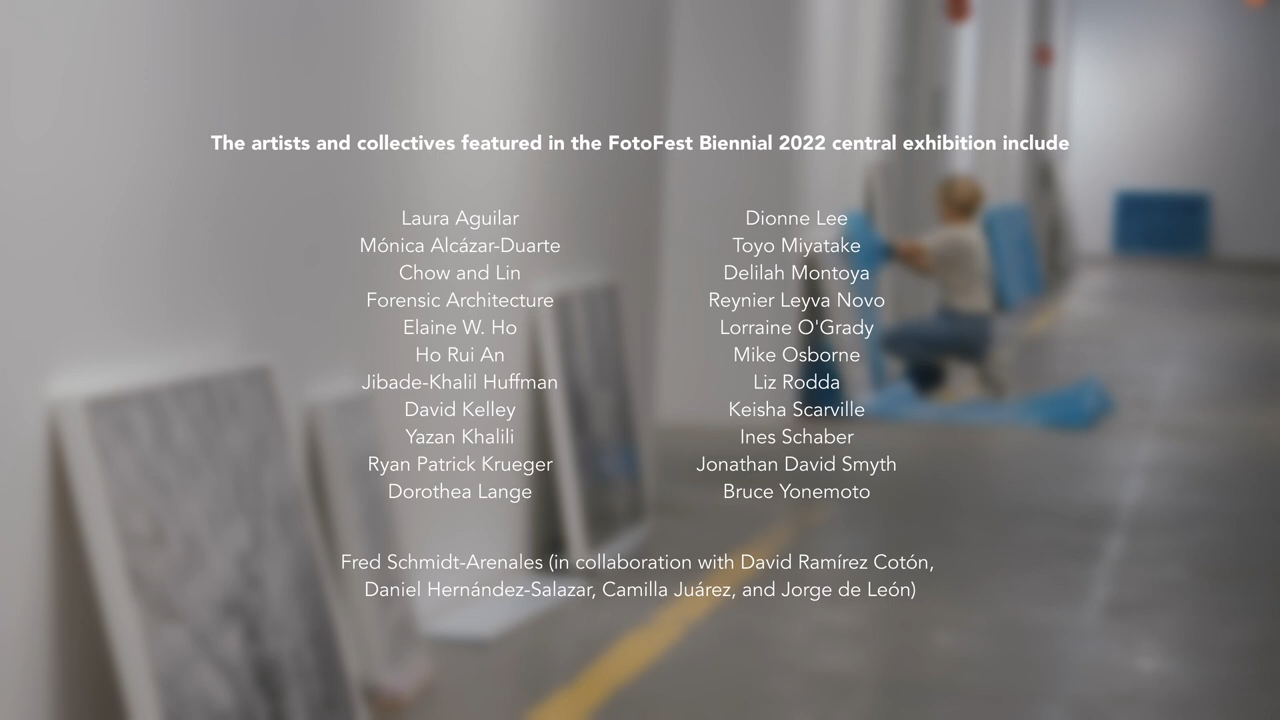 The artists and collectives featured in the FotoFest Biennial 2022 central exhibition include
Laura Aguilar
Mónica Alcázar-Duarte
Chow and Lin
Forensic Architecture
Elaine W. Ho
Ho Rui An
Jibade-Khalil Huffman
David Kelley
Yazan Khalili
Ryan Patrick Krueger
Dorothea Lange
Dionne Lee
Toyo Miyatake
Delilah Montoya
Reynier Leyva Novo
Lorraine O'Grady
Mike Osborne
Liz Rodda
Keisha Scarville
Ines Schaber
Jonathan David Smyth
Bruce Yonemoto
Fred Schmidt-Arenales (in collaboration with David Ramírez Cotón,
Daniel Hernández-Salazar, Camilla Juárez, and Jorge de León)